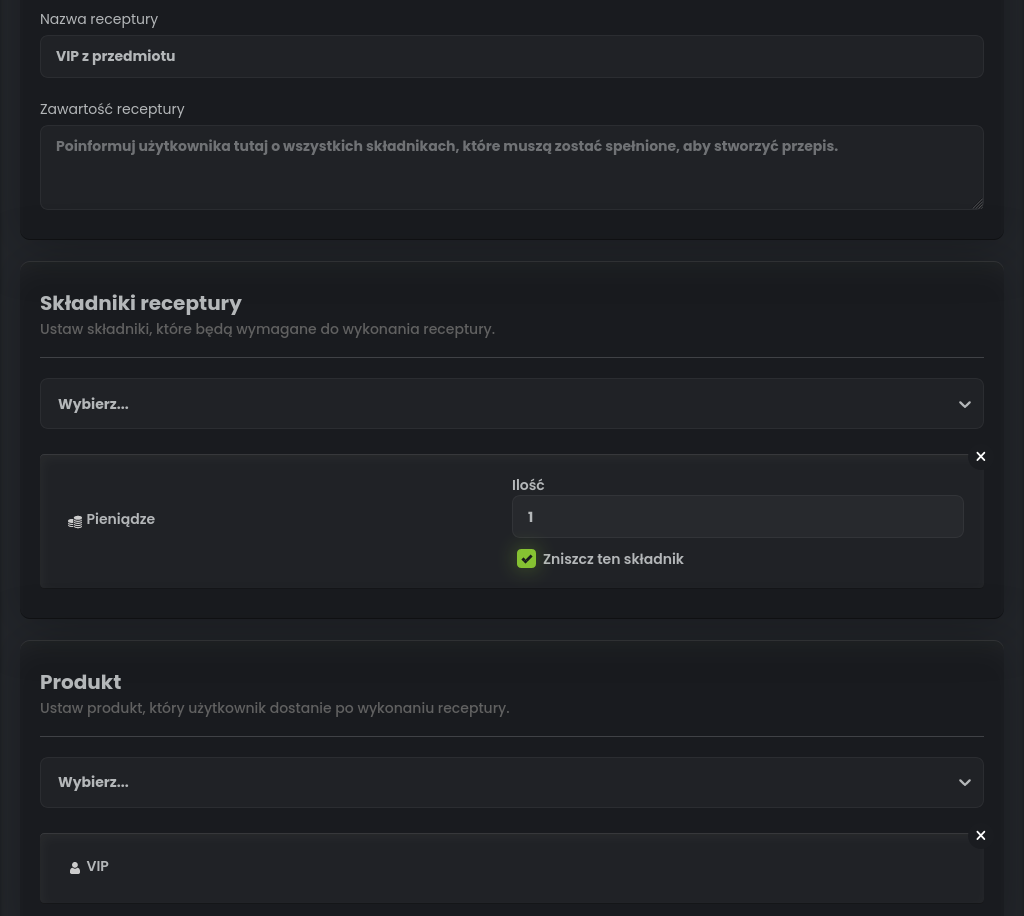 Nazwa receptury
VIP z przedmiotu
Zawartość receptury
Poinformuj użytkownika tutaj o wszystkich składnikach, które muszą zostać spełnione, aby stworzyć przepis.
Składniki receptury
Ustaw składniki, które będą wymagane do wykonania receptury.
Wybierz...
Pieniądze
Ilość
1
Zniszcz ten składnik
Produkt
Ustaw produkt, który użytkownik dostanie po wykonaniu receptury.
Wybierz...
VIP